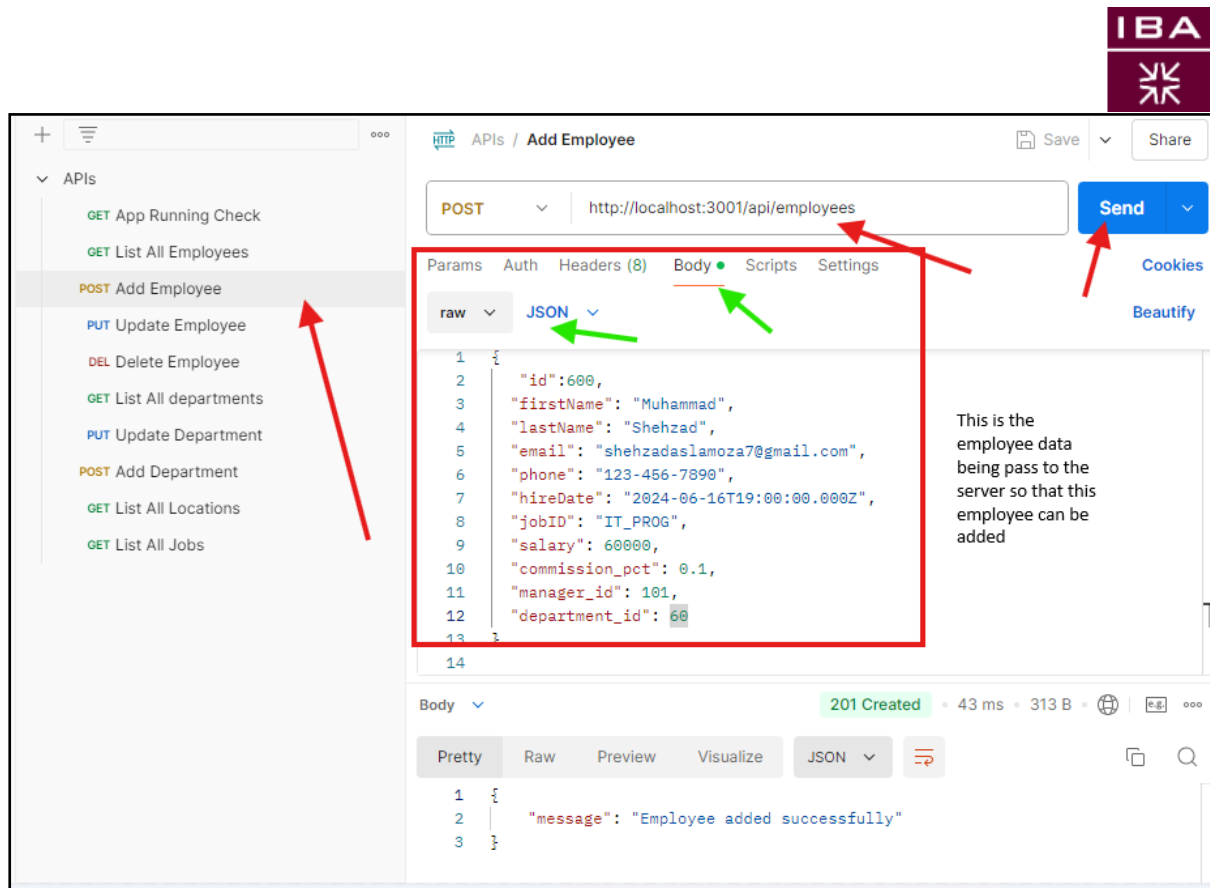 IBA
HTTP APIs / Add Employee
Save
Share
APIs
GET App Running Check
GET List All Employees
POST Add Employee
PUT Update Employee
DEL Delete Employee
GET List All departments
PUT Update Department
POST Add Department
GET List All Locations
GET List All Jobs
POST http://localhost:3001/api/employees
Send
Params Auth Headers (8) Body Scripts Settings
Cookies
raw JSON
Beautify
1 {
2 "id":600,
3 "firstName": "Muhammad",
4 "lastName": "Shehzad",
5 "email": "shehzadaslamoza7@gmail.com",
6 "phone": "123-456-7890",
7 "hireDate": "2024-06-16T19:00:00.000Z",
8 "jobID": "IT_PROG",
9 "salary": 60000,
10 "commission_pct": 0.1,
11 "manager_id": 101,
12 "department_id": 60
13 }
14
This is the
employee data
being pass to the
server so that this
employee can be
added
Body
201 Created • 43 ms • 313 B • e.g.
Pretty Raw Preview Visualize JSON
1 {
2 "message": "Employee added successfully"
3 }